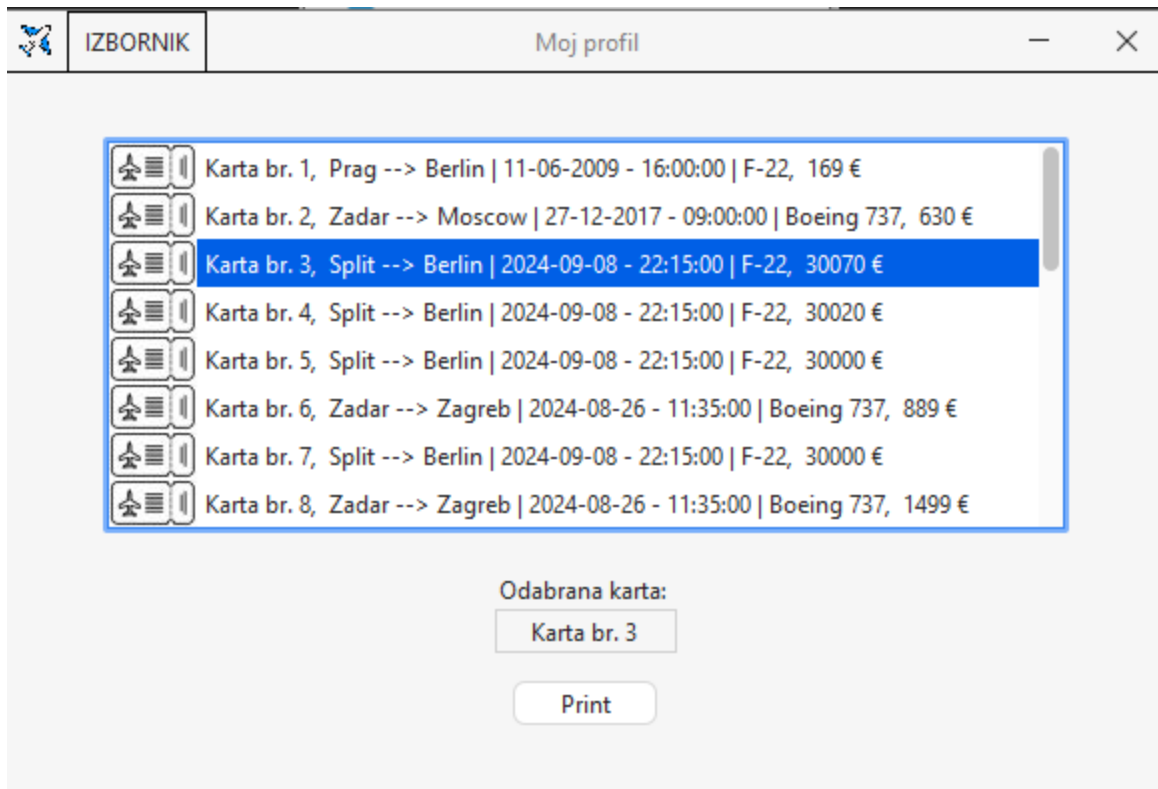 IZBORNIK Moj profil
Karta br. 1,  Prag --> Berlin | 11-06-2009 - 16:00:00 | F-22,  169 €
Karta br. 2,  Zadar --> Moscow | 27-12-2017 - 09:00:00 | Boeing 737,  630 €
Karta br. 3,  Split --> Berlin | 2024-09-08 - 22:15:00 | F-22,  30070 €
Karta br. 4,  Split --> Berlin | 2024-09-08 - 22:15:00 | F-22,  30020 €
Karta br. 5,  Split --> Berlin | 2024-09-08 - 22:15:00 | F-22,  30000 €
Karta br. 6,  Zadar --> Zagreb | 2024-08-26 - 11:35:00 | Boeing 737,  889 €
Karta br. 7,  Split --> Berlin | 2024-09-08 - 22:15:00 | F-22,  30000 €
Karta br. 8,  Zadar --> Zagreb | 2024-08-26 - 11:35:00 | Boeing 737,  1499 €
Odabrana karta:
Karta br. 3
Print